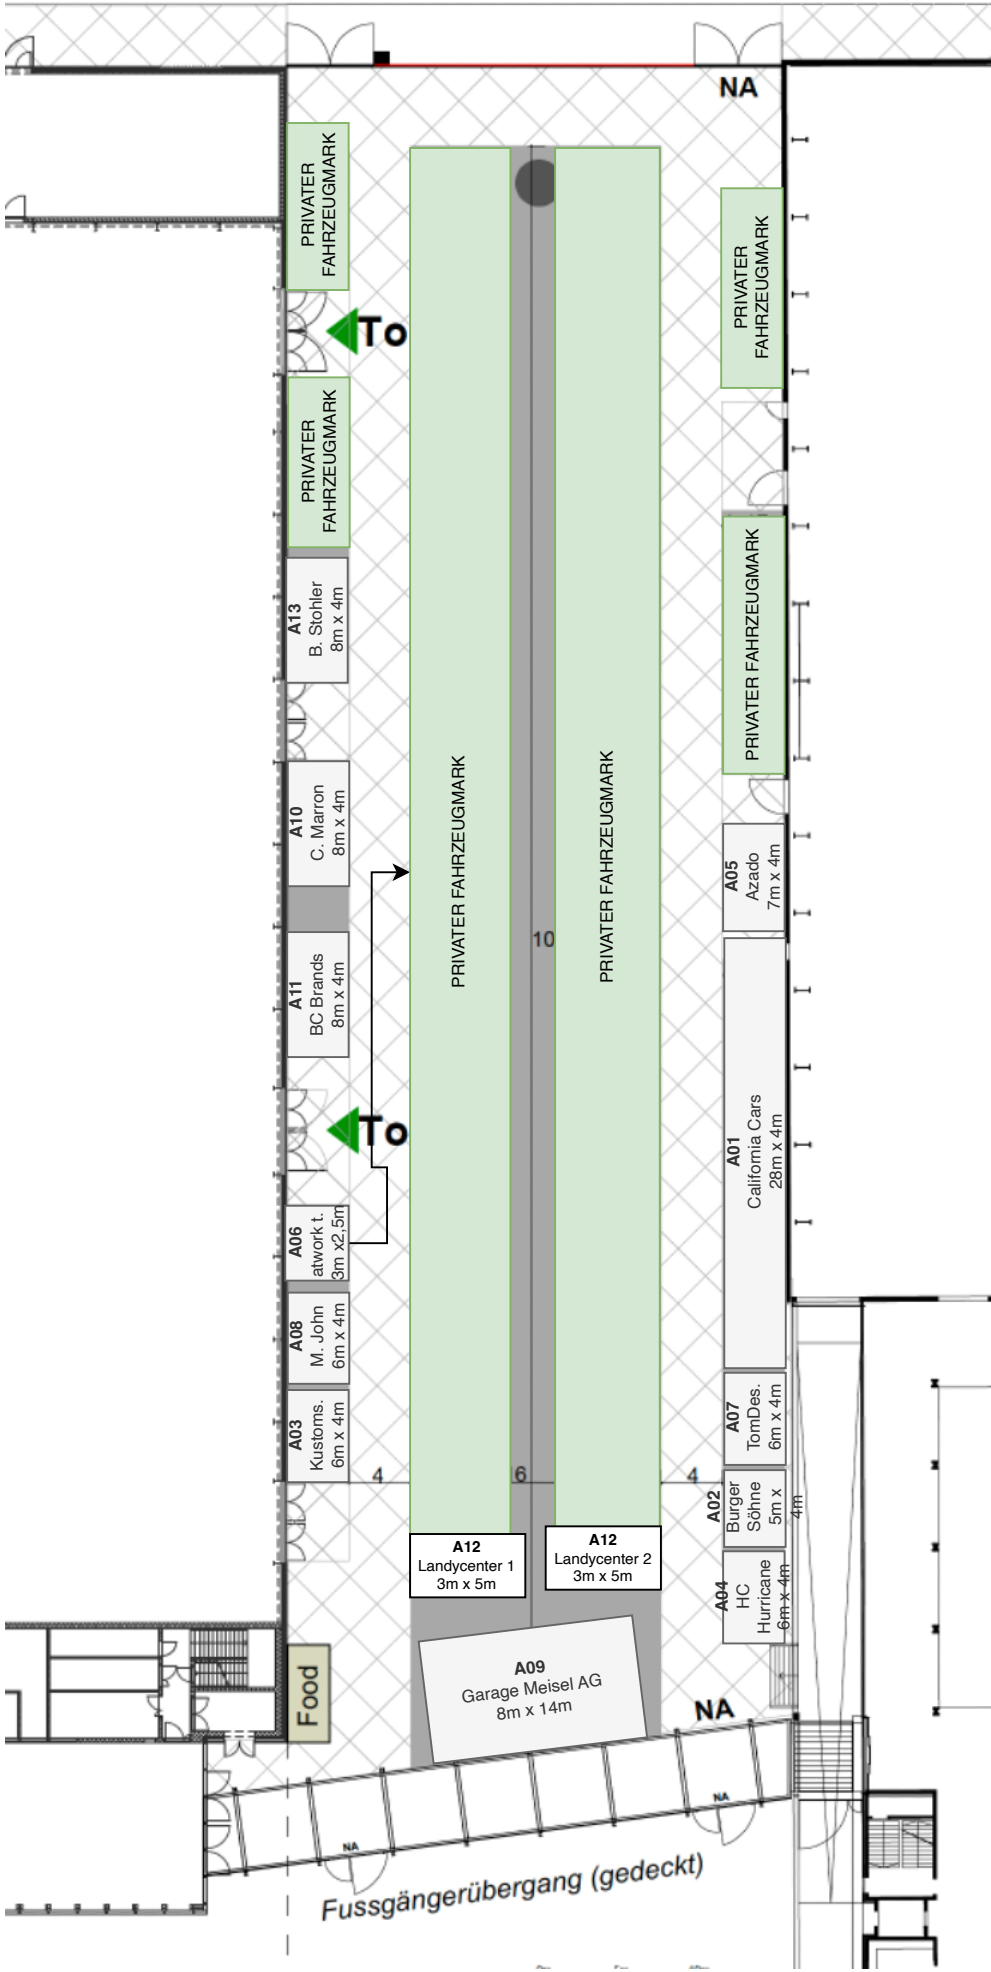 NA
PRIVATER
FAHRZEUGMARK
PRIVATER
FAHRZEUGMARK
To
PRIVATER
FAHRZEUGMARK
PRIVATER FAHRZEUGMARK
A13
B. Stohler
8m x 4m
PRIVATER FAHRZEUGMARK
PRIVATER FAHRZEUGMARK
A10
C. Marron
8m x 4m
A05
Azado
7m x 4m
10
A11
BC Brands
8m x 4m
To
A01
California Cars
28m x 4m
A06
atwork t.
3m x2,5m
A08
M. John
6m x 4m
A07
TomDes.
6m x 4m
A03
Kustoms.
6m x 4m
4
6
4
A02
Burger
Söhne
5m x
4m
A12
Landycenter 1
3m x 5m
A12
Landycenter 2
3m x 5m
A04
HC
Hurricane
6m x 4m
A09
Garage Meisel AG
8m x 14m
Food
NA
NA
NA
Fussgängerübergang (gedeckt)